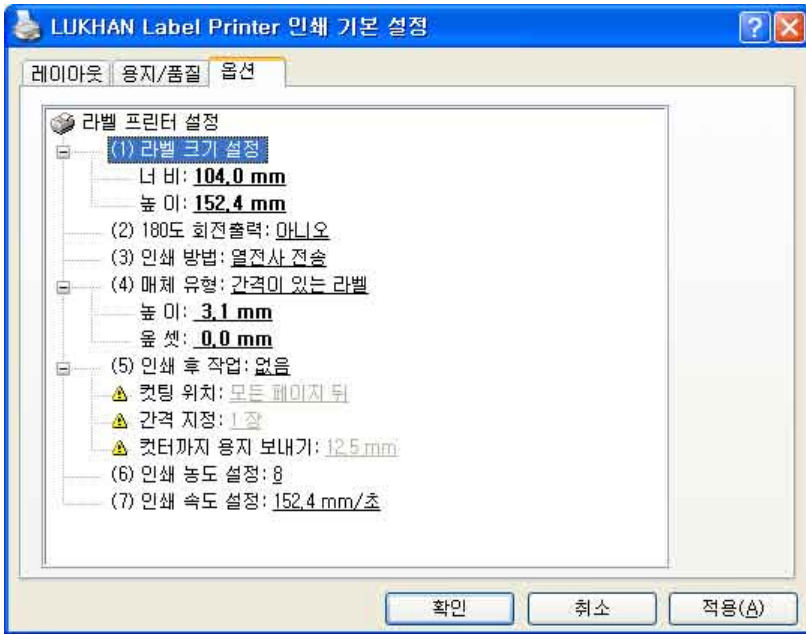 LUKHAN Label Printer 인쇄 기본 설정
레이아웃 용지/품질 옵션
라벨 프린터 설정
(1) 라벨 크기 설정
너 비: 104.0 mm
높 이: 152.4 mm
(2) 180도 회전출력: 아니오
(3) 인쇄 방법: 열전사 전송
(4) 매체 유형: 간격이 있는 라벨
높 이: 3.1 mm
옵 셋: 0.0 mm
(5) 인쇄 후 작업: 없음
컷팅 위치: 모든 페이지 뒤
간격 지정: 1 장
컷터까지 용지 보내기: 12.5 mm
(6) 인쇄 농도 설정: 8
(7) 인쇄 속도 설정: 152.4 mm/초
확인 취소 적용(A)